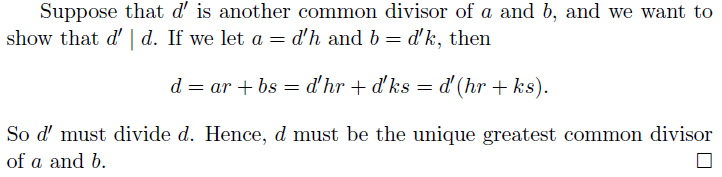 Suppose that d′ is another common divisor of a and b, and we want to
show that d′ | d. If we let a = d′h and b = d′k, then
d = ar + bs = d′hr + d′ks = d′(hr + ks).
So d′ must divide d. Hence, d must be the unique greatest common divisor
of a and b. □